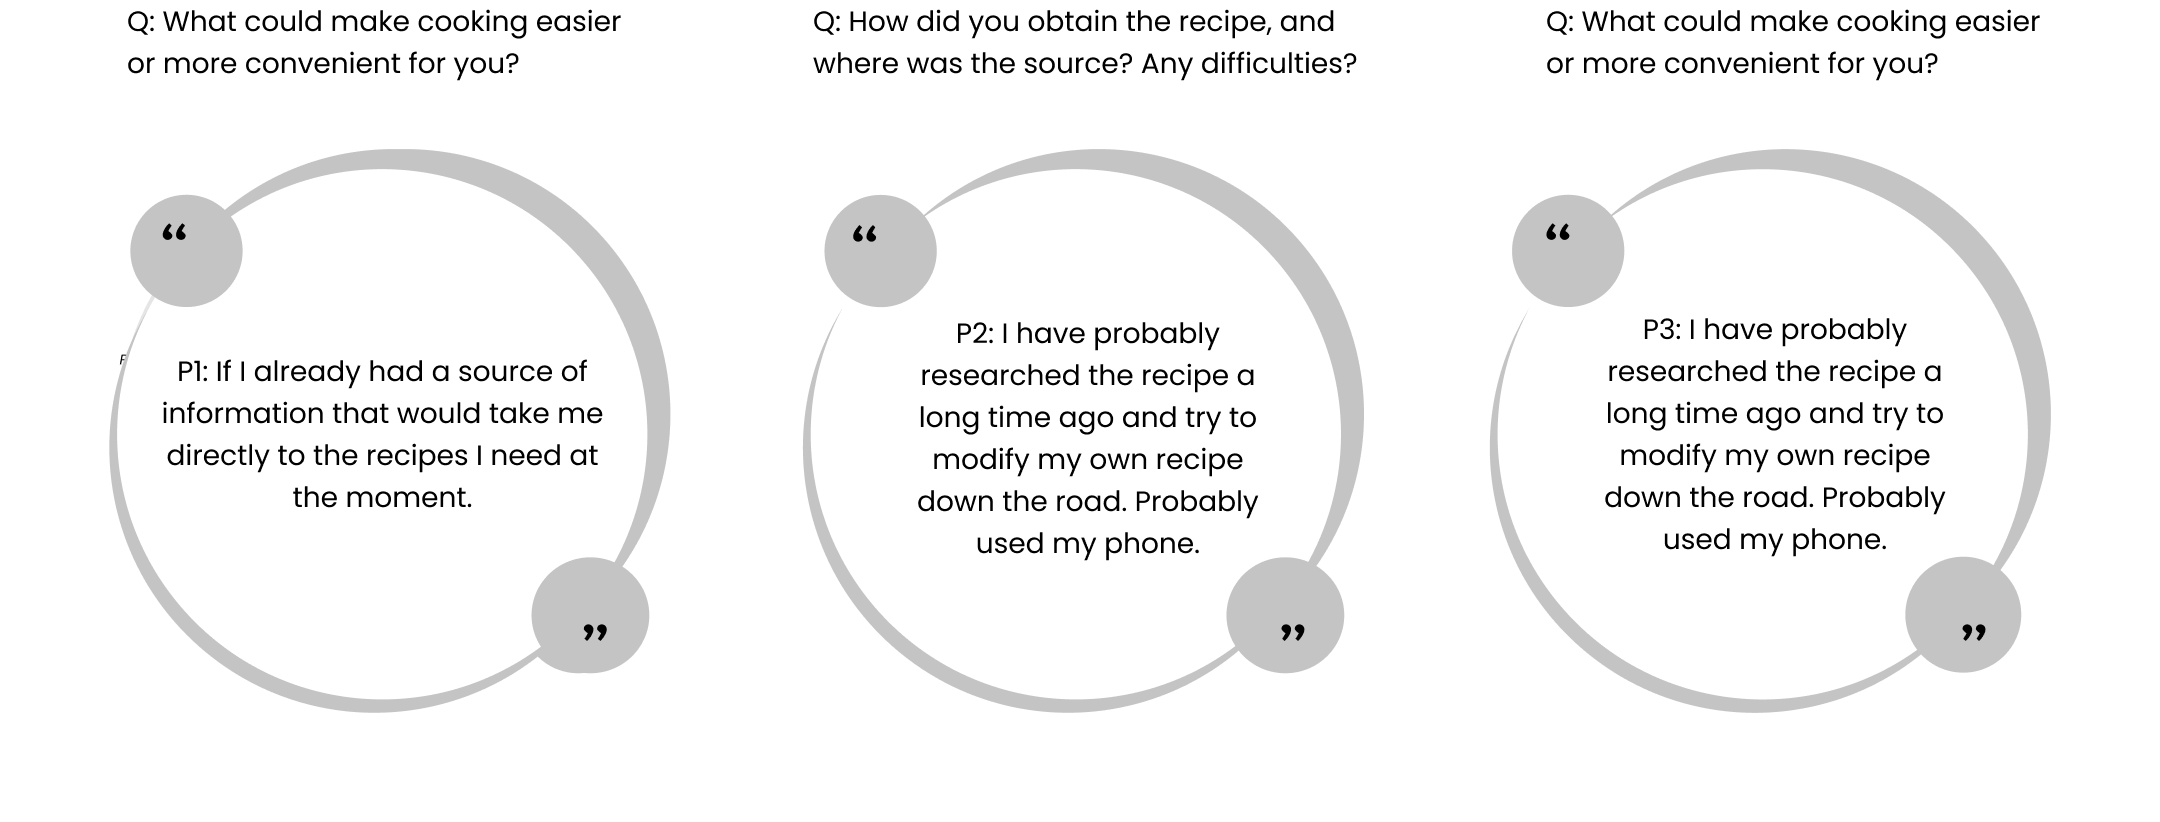 Q: What could make cooking easier
or more convenient for you?
“
F
P1: If I already had a source of
information that would take me
directly to the recipes I need at
the moment.
”
Q: How did you obtain the recipe, and
where was the source? Any difficulties?
“
P2: I have probably
researched the recipe a
long time ago and try to
modify my own recipe
down the road. Probably
used my phone.
”
Q: What could make cooking easier
or more convenient for you?
“
P3: I have probably
researched the recipe a
long time ago and try to
modify my own recipe
down the road. Probably
used my phone.
”